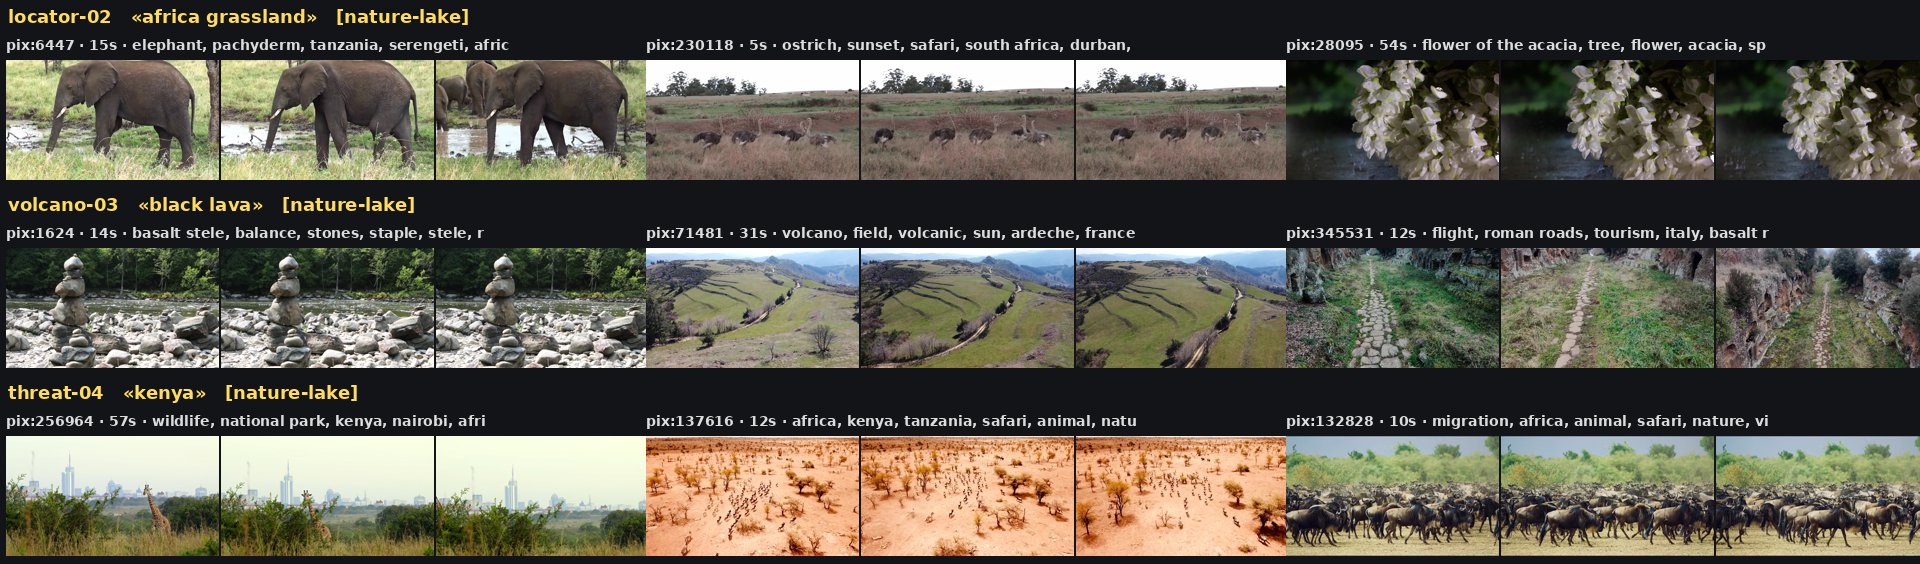 locator-02 «africa grassland» [nature-lake]
pix:6447 · 15s · elephant, pachyderm, tanzania, serengeti, afric
pix:230118 · 5s · ostrich, sunset, safari, south africa, durban,
pix:28095 · 54s · flower of the acacia, tree, flower, acacia, sp
volcano-03 «black lava» [nature-lake]
pix:1624 · 14s · basalt stele, balance, stones, staple, stele, r
pix:71481 · 31s · volcano, field, volcanic, sun, ardeche, france
pix:345531 · 12s · flight, roman roads, tourism, italy, basalt r
threat-04 «kenya» [nature-lake]
pix:256964 · 57s · wildlife, national park, kenya, nairobi, afri
pix:137616 · 12s · africa, kenya, tanzania, safari, animal, natu
pix:132828 · 10s · migration, africa, animal, safari, nature, vi